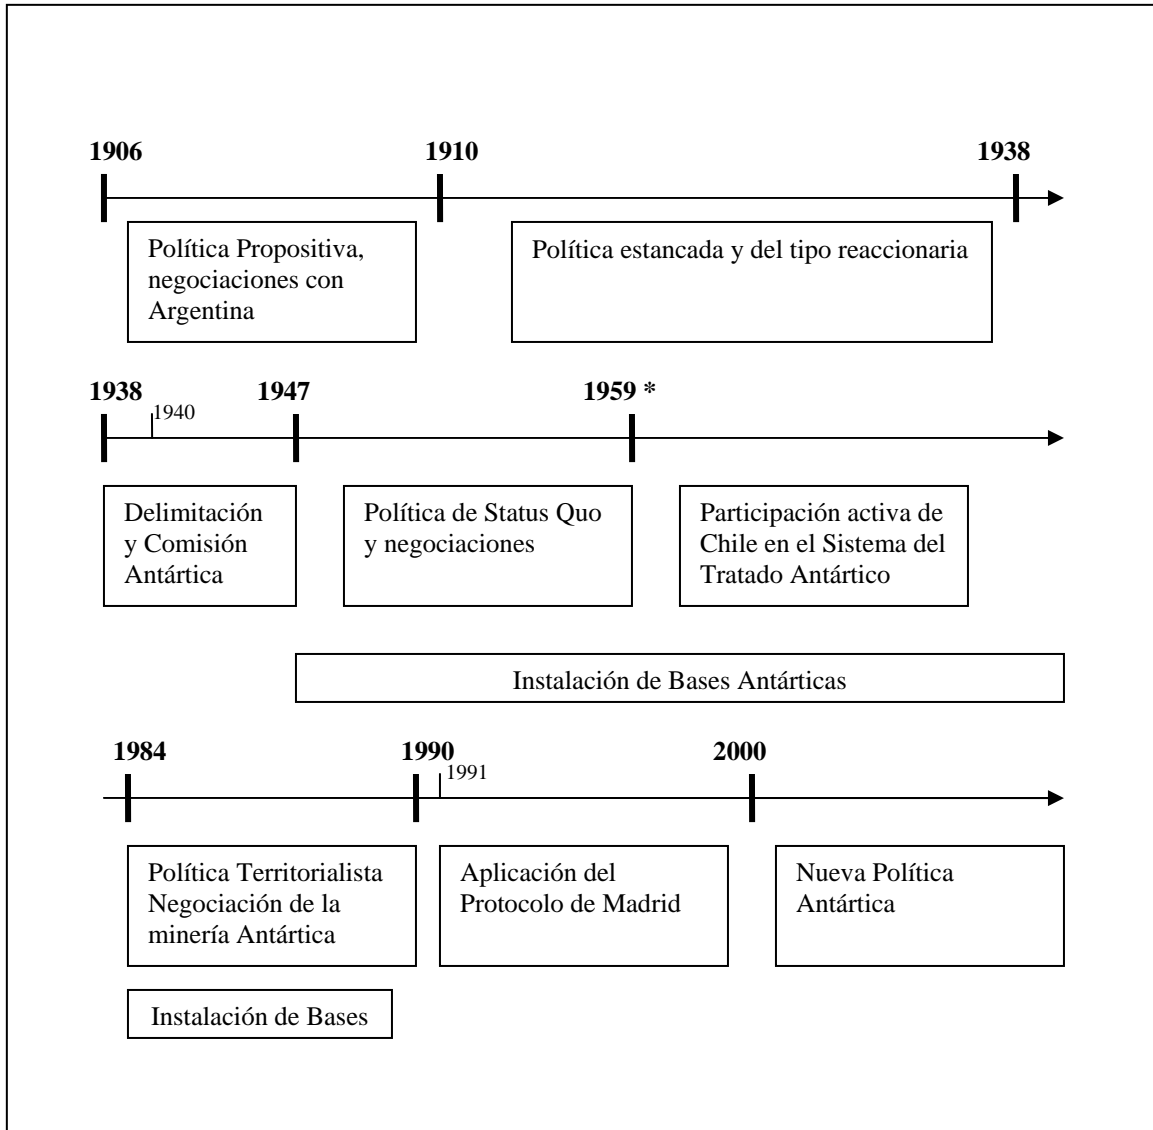 1906 1910 1938
Política Propositiva,
negociaciones con
Argentina
Política estancada y del tipo reaccionaria
1938 1940 1947 1959 *
Delimitación
y Comisión
Antártica
Política de Status Quo
y negociaciones
Participación activa de
Chile en el Sistema del
Tratado Antártico
Instalación de Bases Antárticas
1984 1990 1991 2000
Política Territorialista
Negociación de la
minería Antártica
Aplicación del
Protocolo de Madrid
Nueva Política
Antártica
Instalación de Bases